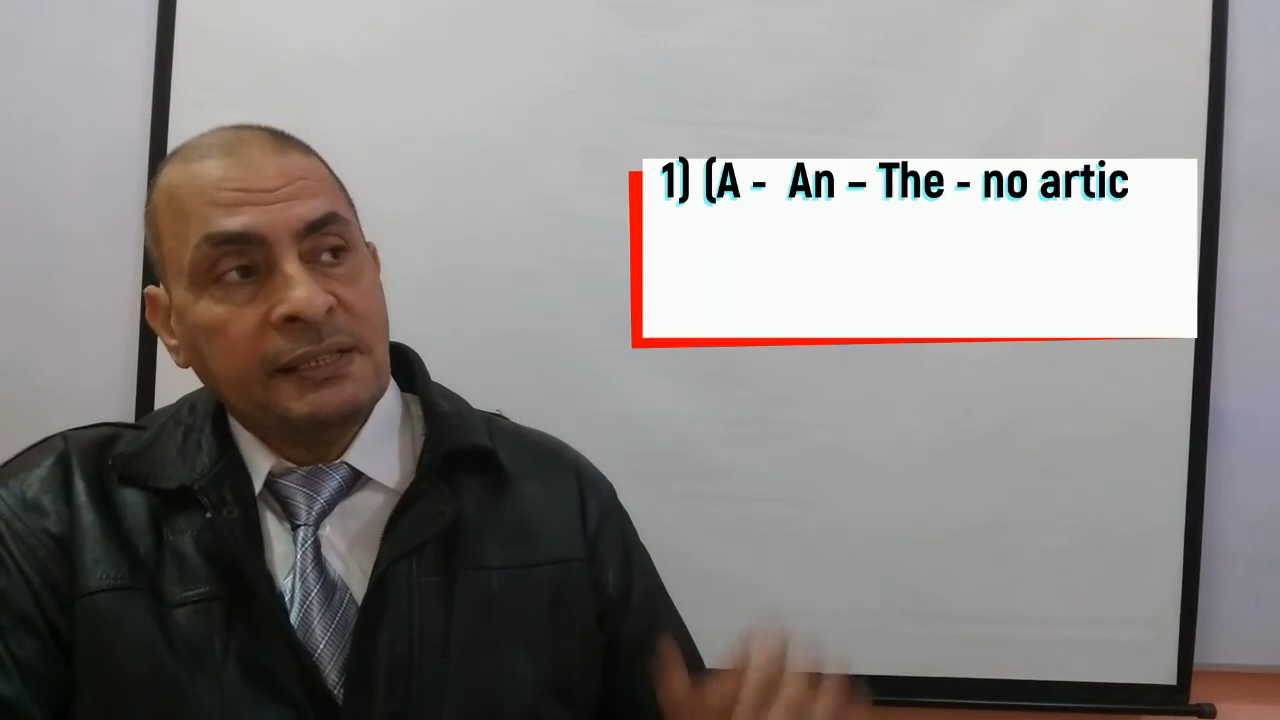 1) (A - An – The - no artic